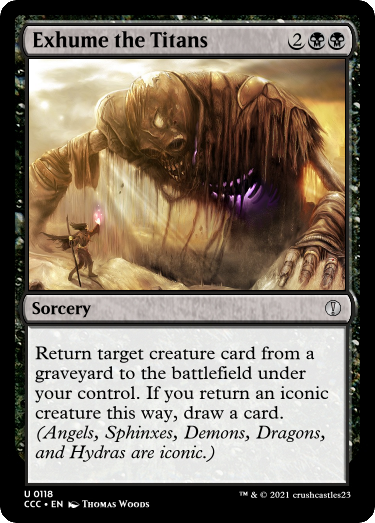 Exhume the Titans 2
Sorcery
Return target creature card from a
graveyard to the battlefield under
your control. If you return an iconic
creature this way, draw a card.
(Angels, Sphinxes, Demons, Dragons,
and Hydras are iconic.)
U 0118
CCC • EN Thomas Woods
™ & © 2021 crushcastles23